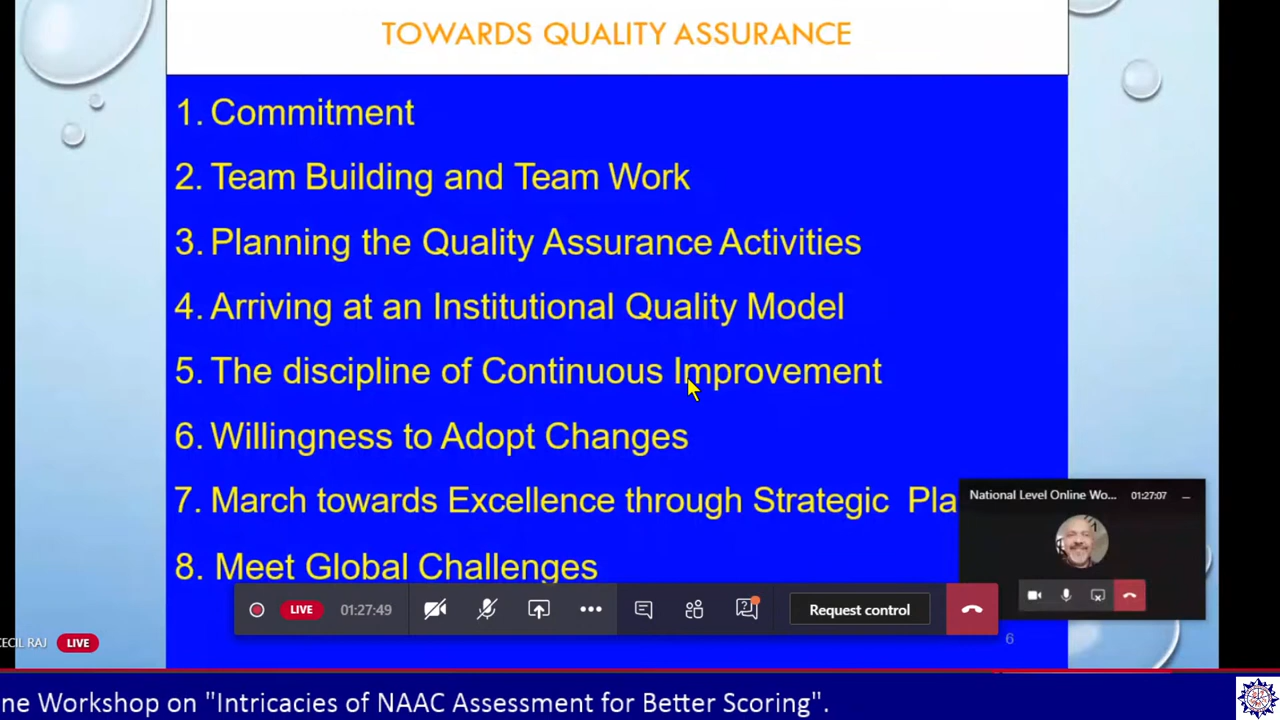 TOWARDS QUALITY ASSURANCE
1. Commitment
2. Team Building and Team Work
3. Planning the Quality Assurance Activities
4. Arriving at an Institutional Quality Model
5. The discipline of Continuous Improvement
6. Willingness to Adopt Changes
7. March towards Excellence through Strategic Pla
8. Meet Global Challenges
National Level Online Wo... 01:27:07
LIVE 01:27:49 Request control
CECIL RAJ LIVE
6
ne Workshop on "Intricacies of NAAC Assessment for Better Scoring".